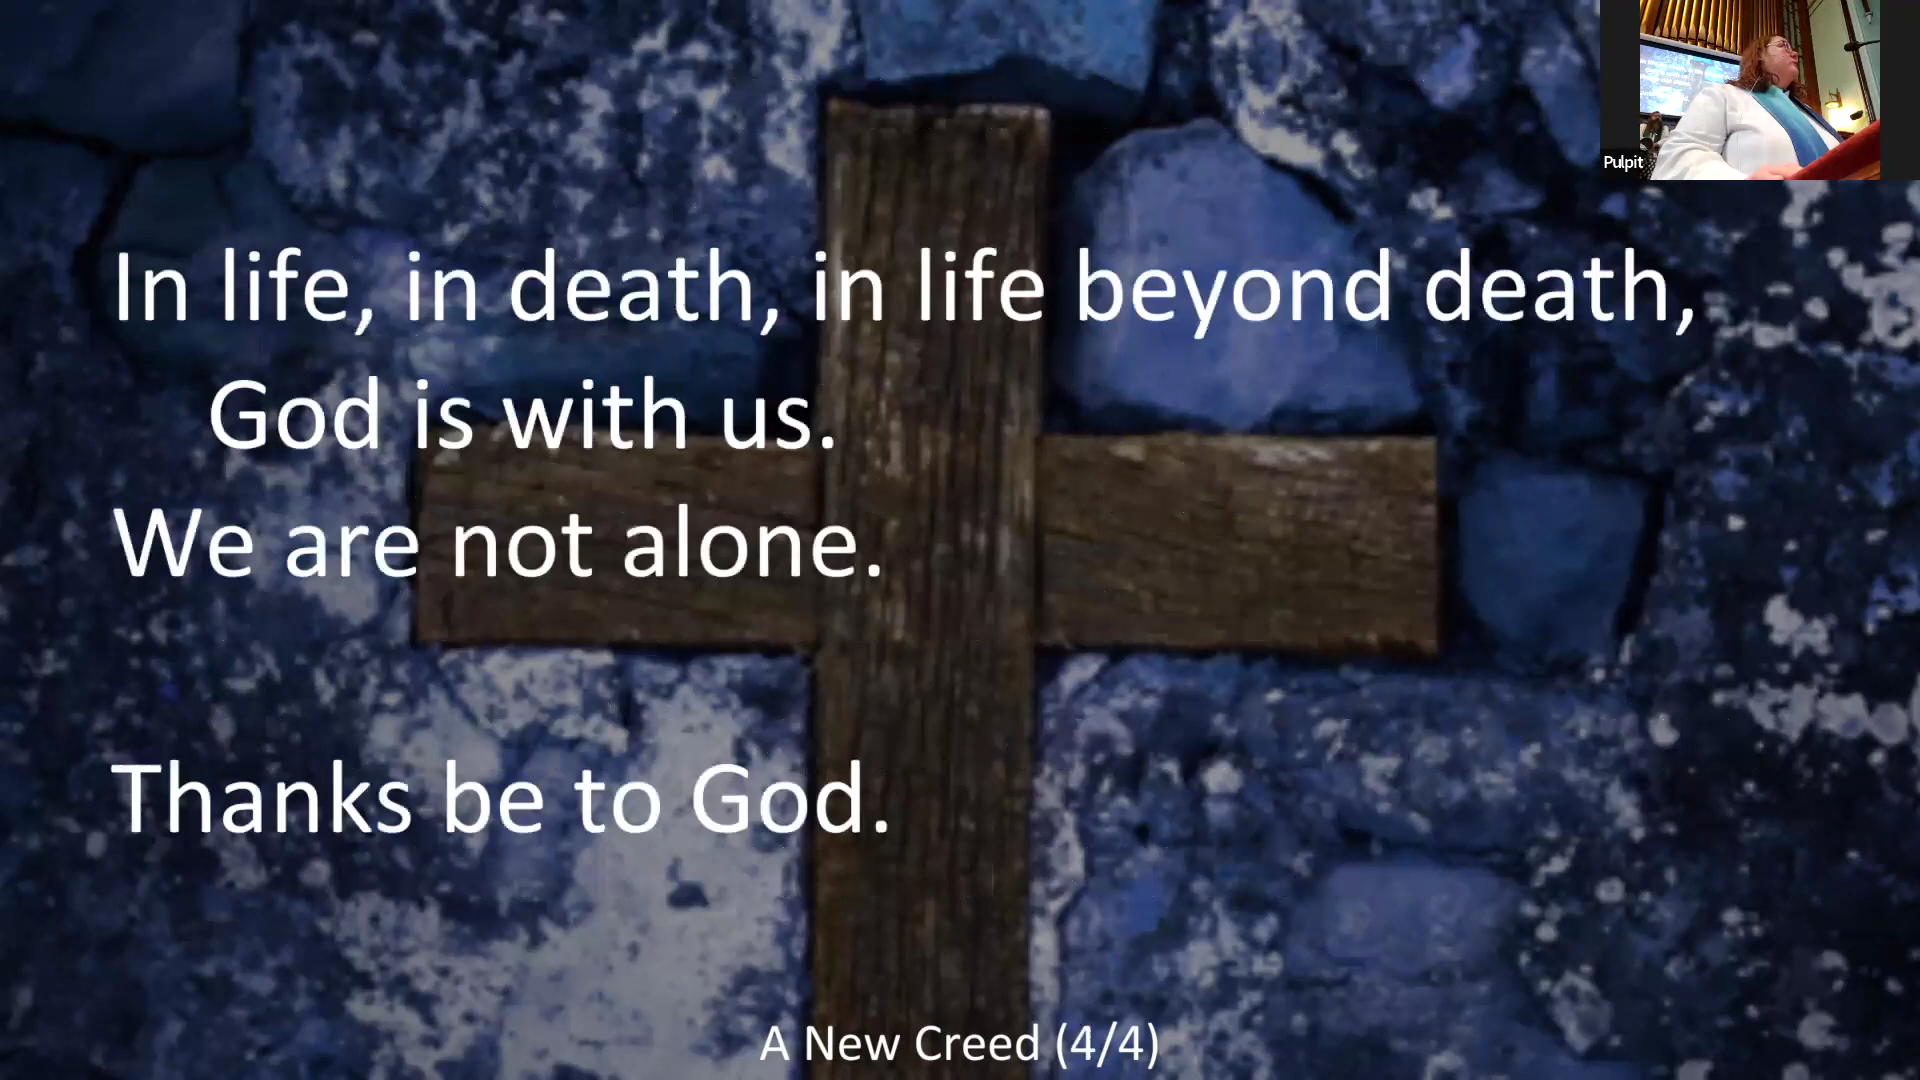 Pulpit
In life, in death, in life beyond death,
God is with us.
We are not alone.
Thanks be to God.
A New Creed (4/4)